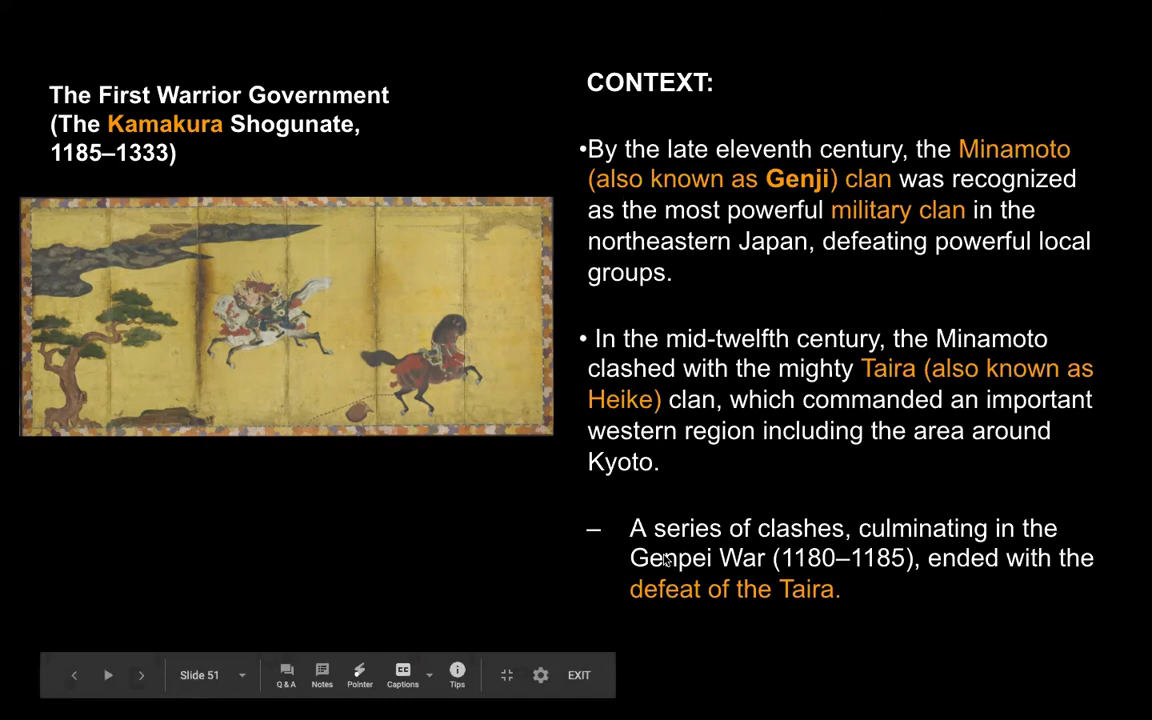 The First Warrior Government
(The Kamakura Shogunate,
1185–1333)
CONTEXT:
•By the late eleventh century, the Minamoto
(also known as Genji) clan was recognized
as the most powerful military clan in the
northeastern Japan, defeating powerful local
groups.
• In the mid-twelfth century, the Minamoto
clashed with the mighty Taira (also known as
Heike) clan, which commanded an important
western region including the area around
Kyoto.
– A series of clashes, culminating in the
Genpei War (1180–1185), ended with the
defeat of the Taira.
Slide 51
Q & A
Notes
Pointer
CC
Captions
Tips
EXIT